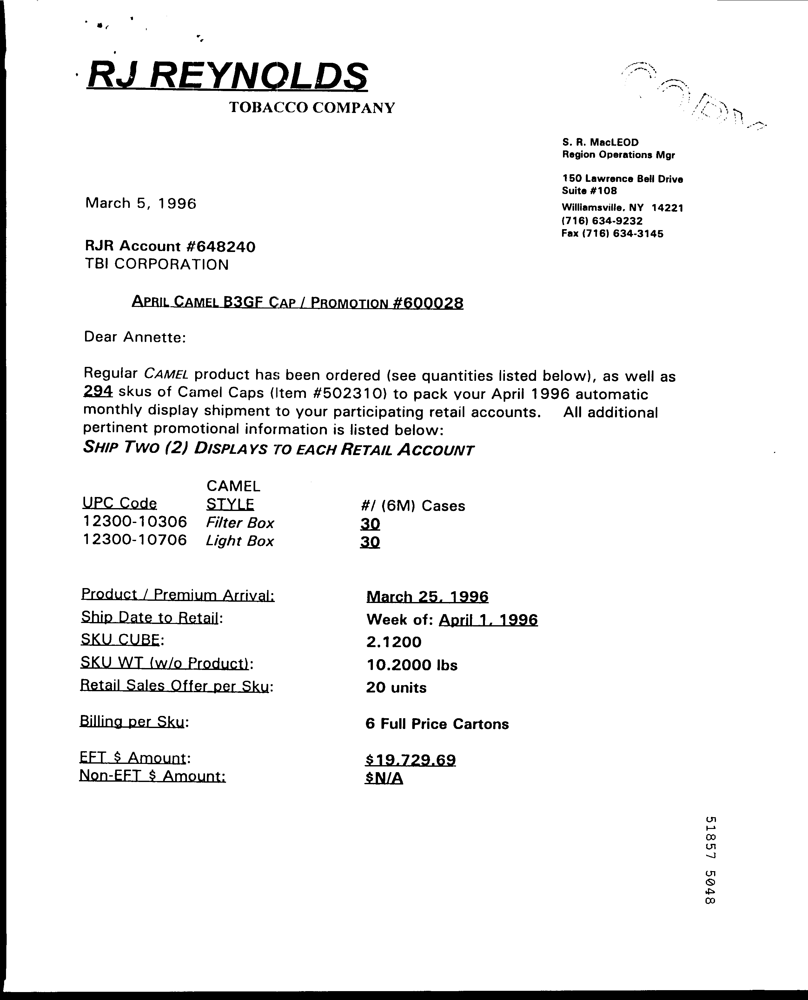 RJ REYNOLDS
TOBACCO COMPANY
COPY
S. R. MacLEOD
Region Operations Mgr
150 Lawrence Bell Drive
Suite #108
Williamsville, NY 14221
(716) 634-9232
Fax (716) 634-3145
March 5, 1996
RJR Account #648240
TBI CORPORATION
APRIL CAMEL B3GF CAP / PROMOTION #600028
Dear Annette:
Regular CAMEL product has been ordered (see quantities listed below), as well as
294 skus of Camel Caps (Item #502310) to pack your April 1996 automatic
monthly display shipment to your participating retail accounts. All additional
pertinent promotional information is listed below:
SHIP TWO (2) DISPLAYS TO EACH RETAIL ACCOUNT
CAMEL
UPC Code STYLE #/ (6M) Cases
12300-10306 Filter Box 30
12300-10706 Light Box 30
Product / Premium Arrival: March 25, 1996
Ship Date to Retail: Week of: April 1, 1996
SKU CUBE: 2.1200
SKU WT (w/o Product): 10.2000 lbs
Retail Sales Offer per Sku: 20 units
Billing per Sku: 6 Full Price Cartons
EFT $ Amount: $19,729.69
Non-EFT $ Amount: $N/A
51857 5048